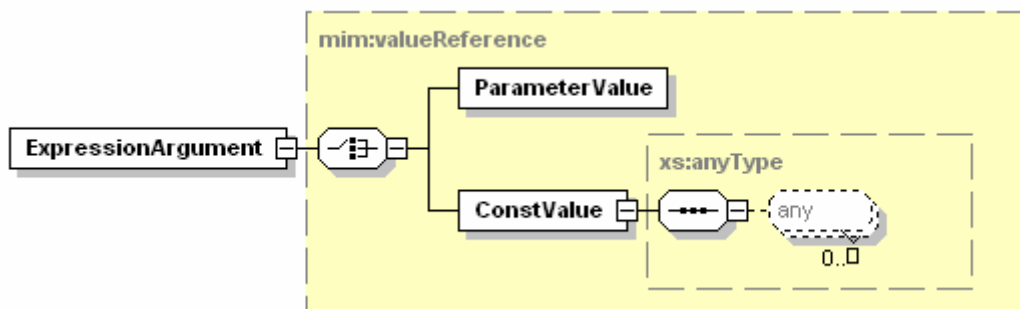 mim:valueReference
ParameterValue
ExpressionArgument
xs:anyType
ConstValue
any
0..